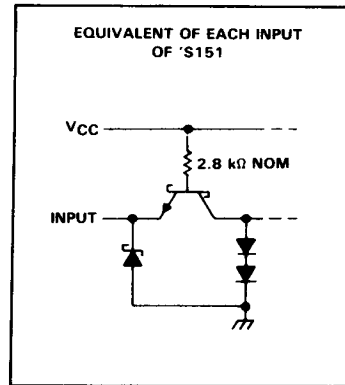 EQUIVALENT OF EACH INPUT
OF 'S151
VCC
2.8 kΩ NOM
INPUT